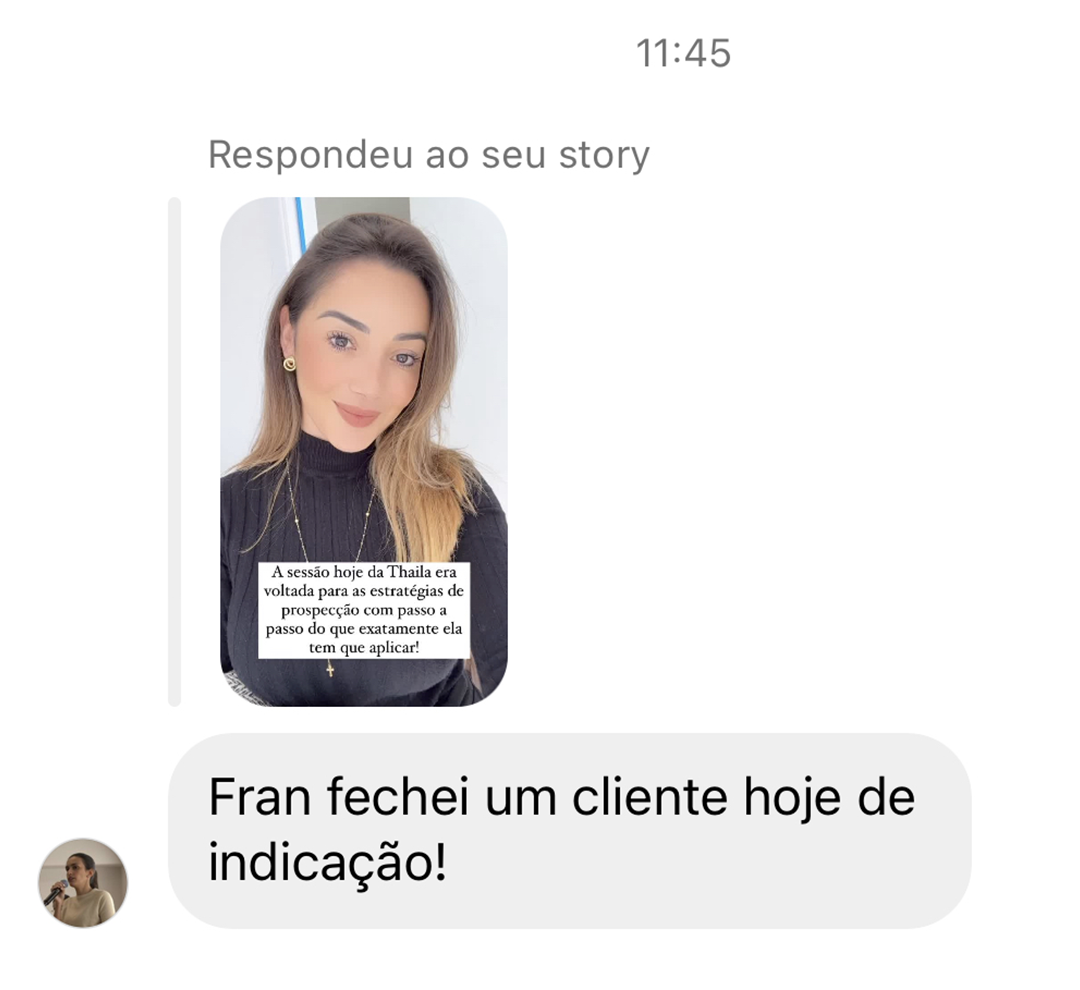 11:45
Respondeu ao seu story
A sessão hoje da Thaila era
voltada para as estratégias de
prospecção com passo a
passo do que exatamente ela
tem que aplicar!
Fran fechei um cliente hoje de
indicação!